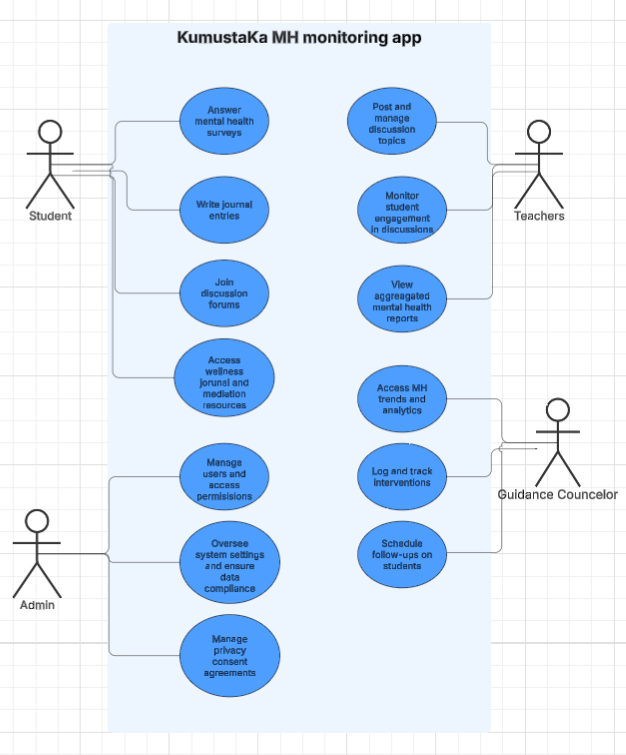 KumustaKa MH monitoring app
Answer
mental health
surveys
Write journal
entries
Join
discussion
forums
Access
wellness
jorunal and
mediation
resources
Manage
users and
access
permisisions
Oversee
system settings
and ensure
data
compliance
Manage
privacy
consent
agreements
Post and
manage
discussion
topics
Monitor
student
engagement
in discussions
View
aggreagated
mental health
reports
Access MH
trends and
analytics
Log and track
interventions
Schedule
follow-ups on
students
Student
Admin
Teachers
Guidance Councelor